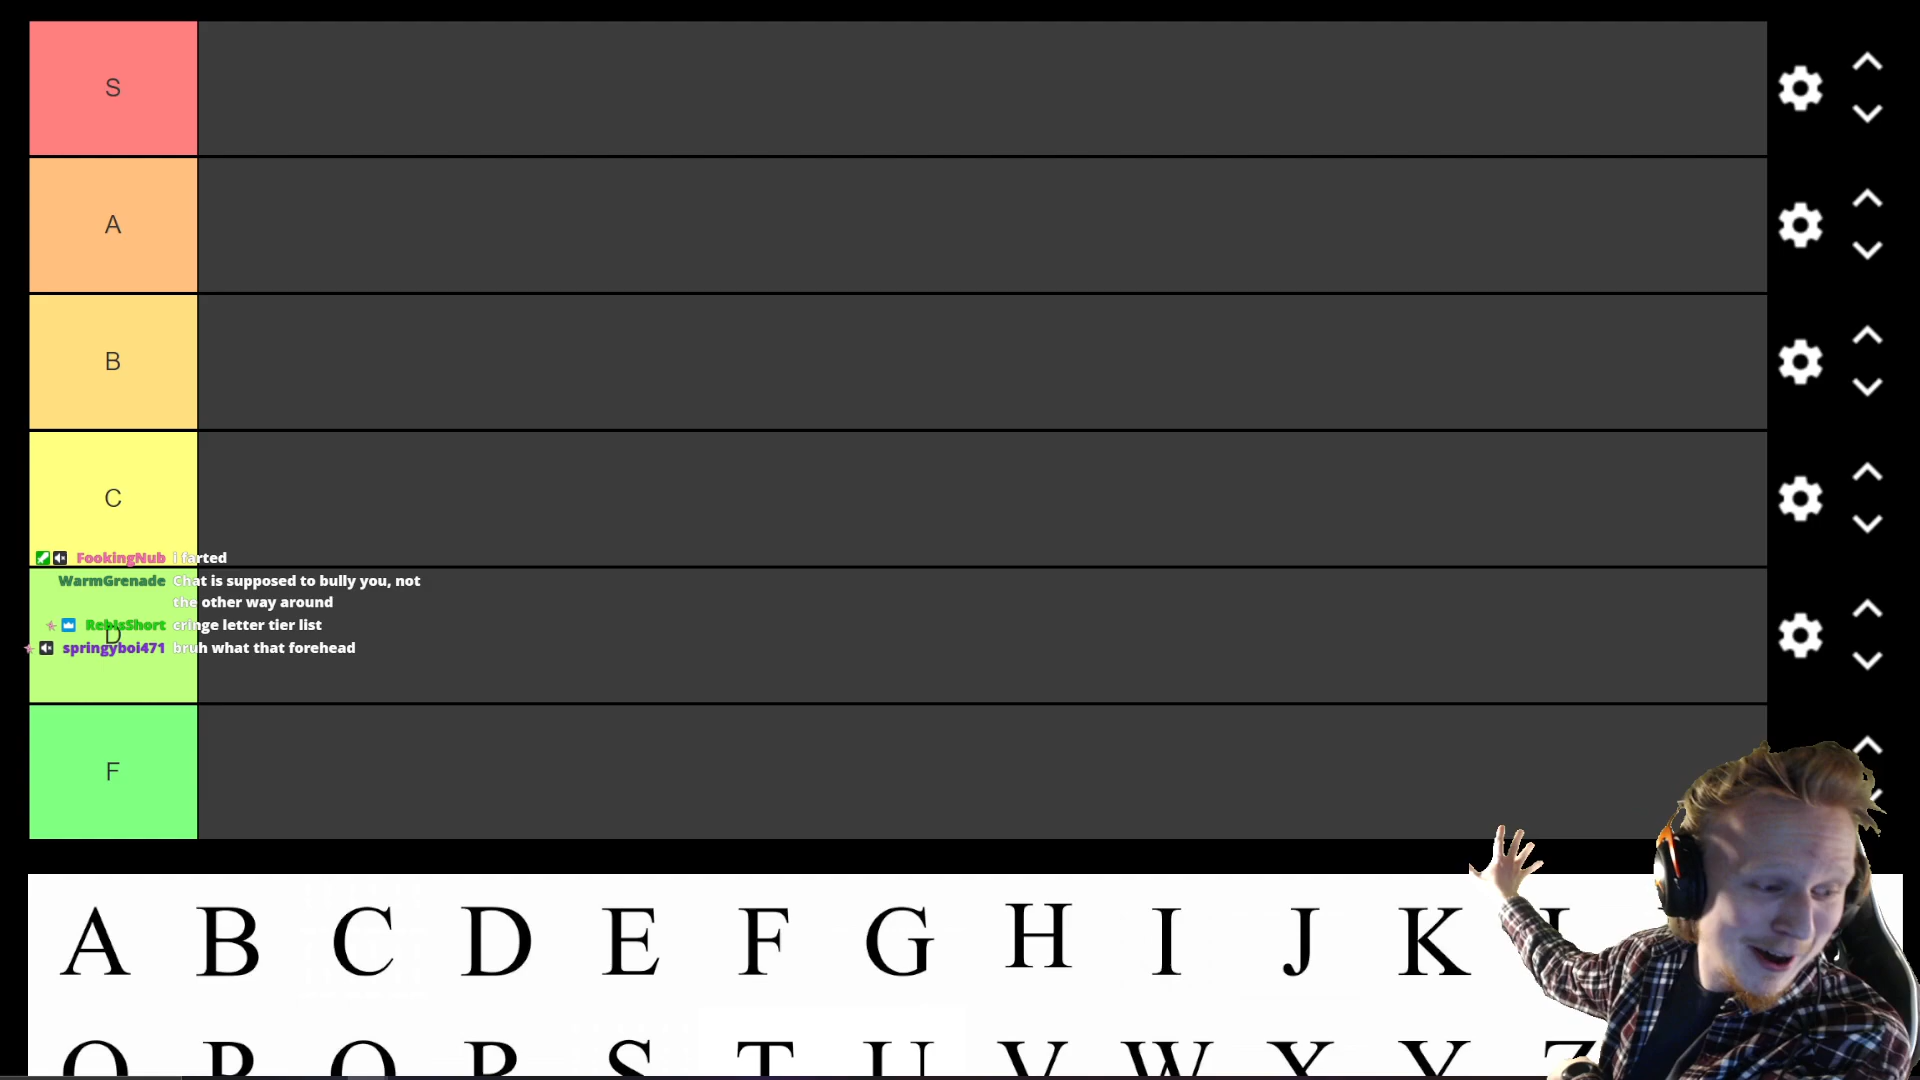 S
A
B
C
FookingNub i farted
WarmGrenade Chat is supposed to bully you, not
the other way around
RebIsShort cringe letter tier list
D
springyboi471 bruh what that forehead
F
A B C D E F G H I J K
O P Q R S T U V W X Y Z